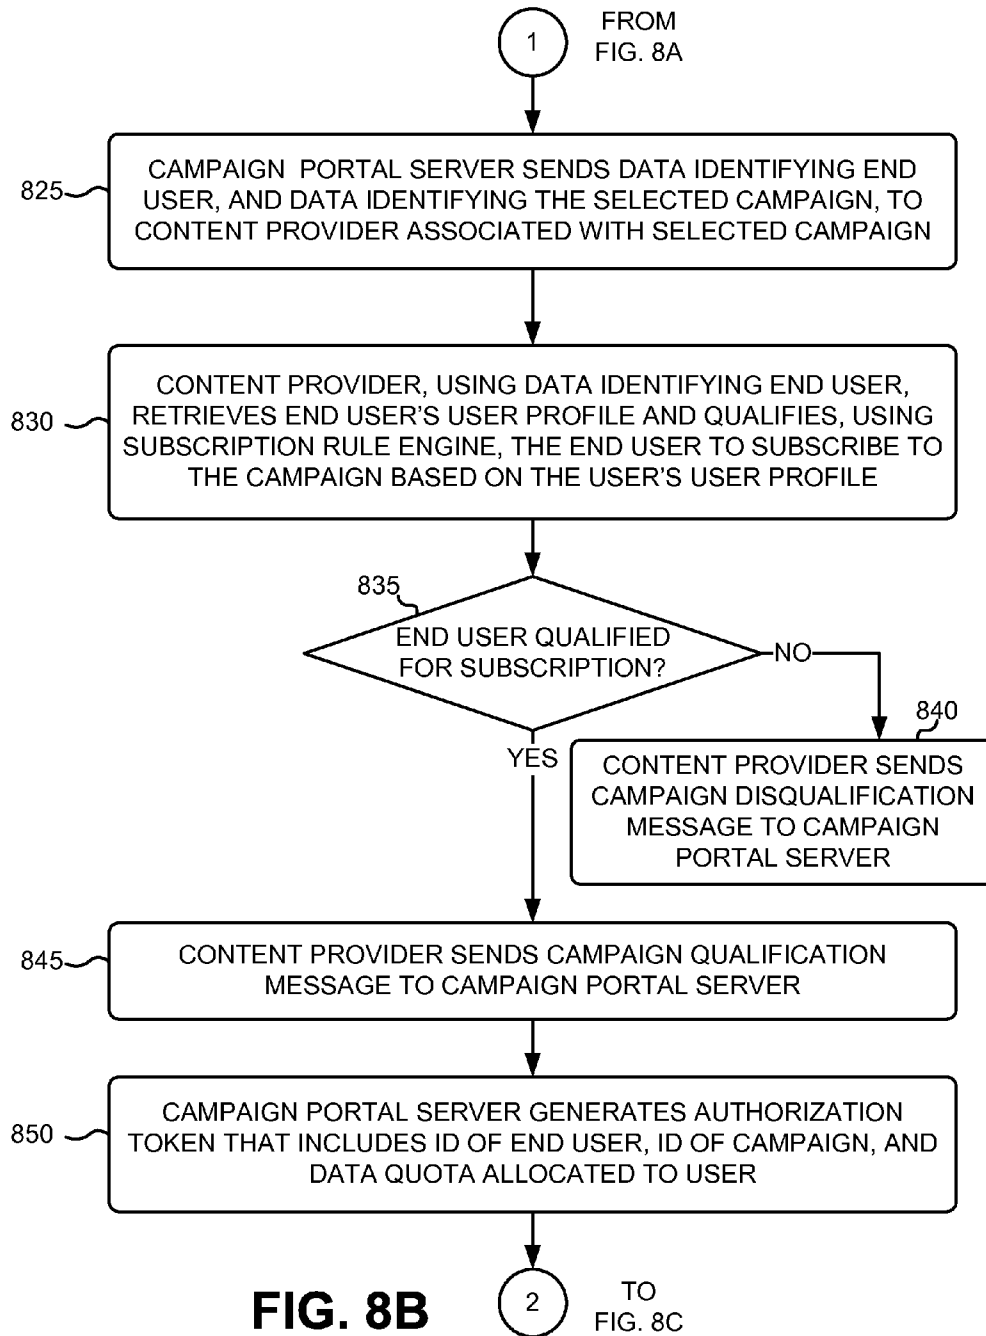 1
FROM
FIG. 8A
825
CAMPAIGN PORTAL SERVER SENDS DATA IDENTIFYING END
USER, AND DATA IDENTIFYING THE SELECTED CAMPAIGN, TO
CONTENT PROVIDER ASSOCIATED WITH SELECTED CAMPAIGN
830
CONTENT PROVIDER, USING DATA IDENTIFYING END USER,
RETRIEVES END USER'S USER PROFILE AND QUALIFIES, USING
SUBSCRIPTION RULE ENGINE, THE END USER TO SUBSCRIBE TO
THE CAMPAIGN BASED ON THE USER'S USER PROFILE
835
END USER QUALIFIED
FOR SUBSCRIPTION?
NO
YES
840
CONTENT PROVIDER SENDS
CAMPAIGN DISQUALIFICATION
MESSAGE TO CAMPAIGN
PORTAL SERVER
845
CONTENT PROVIDER SENDS CAMPAIGN QUALIFICATION
MESSAGE TO CAMPAIGN PORTAL SERVER
850
CAMPAIGN PORTAL SERVER GENERATES AUTHORIZATION
TOKEN THAT INCLUDES ID OF END USER, ID OF CAMPAIGN, AND
DATA QUOTA ALLOCATED TO USER
FIG. 8B
2
TO
FIG. 8C